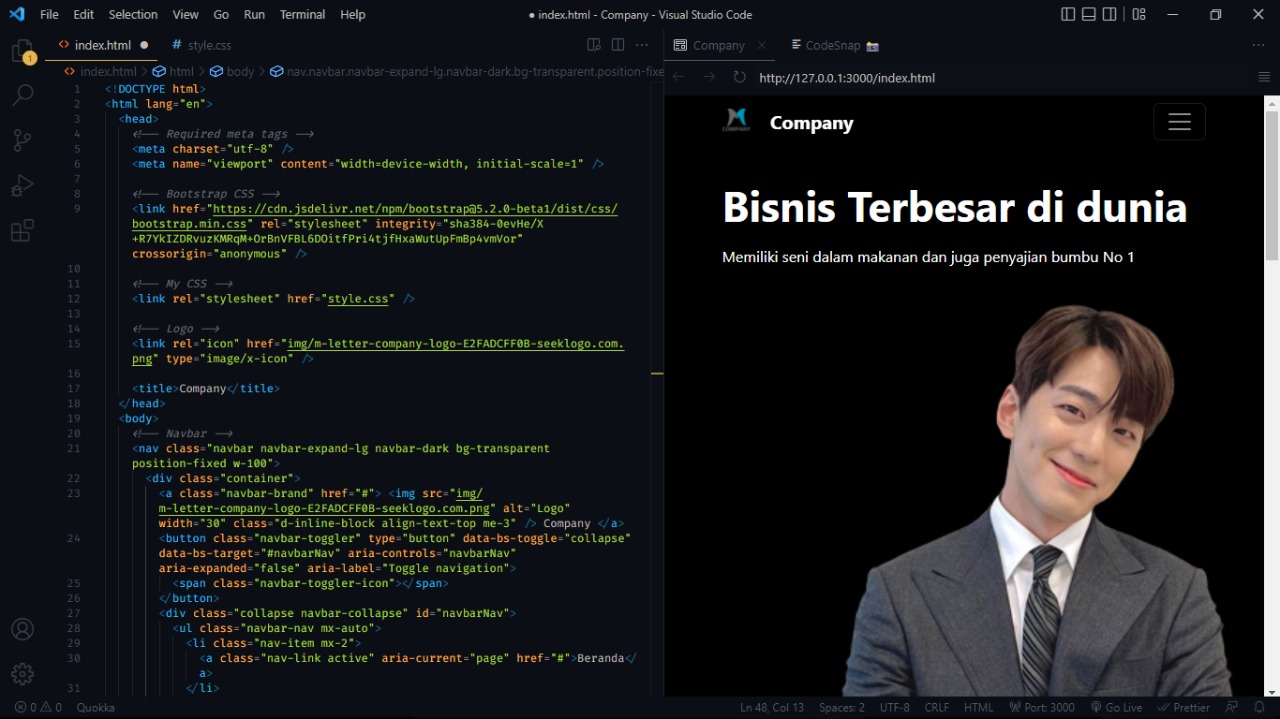 File Edit Selection View Go Run Terminal Help
● index.html - Company - Visual Studio Code
1
index.html ●
# style.css
index.html > html > body > nav.navbar.navbar-expand-lg.navbar-dark.bg-transparent.position-fixe
1 <!DOCTYPE html>
2 <html lang="en">
3 <head>
4 <!-- Required meta tags -->
5 <meta charset="utf-8" />
6 <meta name="viewport" content="width=device-width, initial-scale=1" />
7
8 <!-- Bootstrap CSS -->
9 <link href="https://cdn.jsdelivr.net/npm/bootstrap@5.2.0-beta1/dist/css/
bootstrap.min.css" rel="stylesheet" integrity="sha384-0evHe/X
+R7YkIZDRvuzKMRqM+OrBnVFBL6DOitfPri4tjfHxaWutUpFmBp4vmVor"
crossorigin="anonymous" />
10
11 <!-- My CSS -->
12 <link rel="stylesheet" href="style.css" />
13
14 <!-- Logo -->
15 <link rel="icon" href="img/m-letter-company-logo-E2FADCFF0B-seeklogo.com.
png" type="image/x-icon" />
16
17 <title>Company</title>
18 </head>
19 <body>
20 <!-- Navbar -->
21 <nav class="navbar navbar-expand-lg navbar-dark bg-transparent
position-fixed w-100">
22 <div class="container">
23 <a class="navbar-brand" href="#"> <img src="img/
m-letter-company-logo-E2FADCFF0B-seeklogo.com.png" alt="Logo"
width="30" class="d-inline-block align-text-top me-3" /> Company </a>
24 <button class="navbar-toggler" type="button" data-bs-toggle="collapse"
data-bs-target="#navbarNav" aria-controls="navbarNav"
aria-expanded="false" aria-label="Toggle navigation">
25 <span class="navbar-toggler-icon"></span>
26 </button>
27 <div class="collapse navbar-collapse" id="navbarNav">
28 <ul class="navbar-nav mx-auto">
29 <li class="nav-item mx-2">
30 <a class="nav-link active" aria-current="page" href="#">Beranda</
a>
31 </li>
Company
CodeSnap 📸
http://127.0.0.1:3000/index.html
COMPANY
Company
Bisnis Terbesar di dunia
Memiliki seni dalam makanan dan juga penyajian bumbu No 1
0 0 Quokka
Ln 48, Col 13 Spaces: 2 UTF-8 CRLF HTML Port: 3000 Go Live Prettier